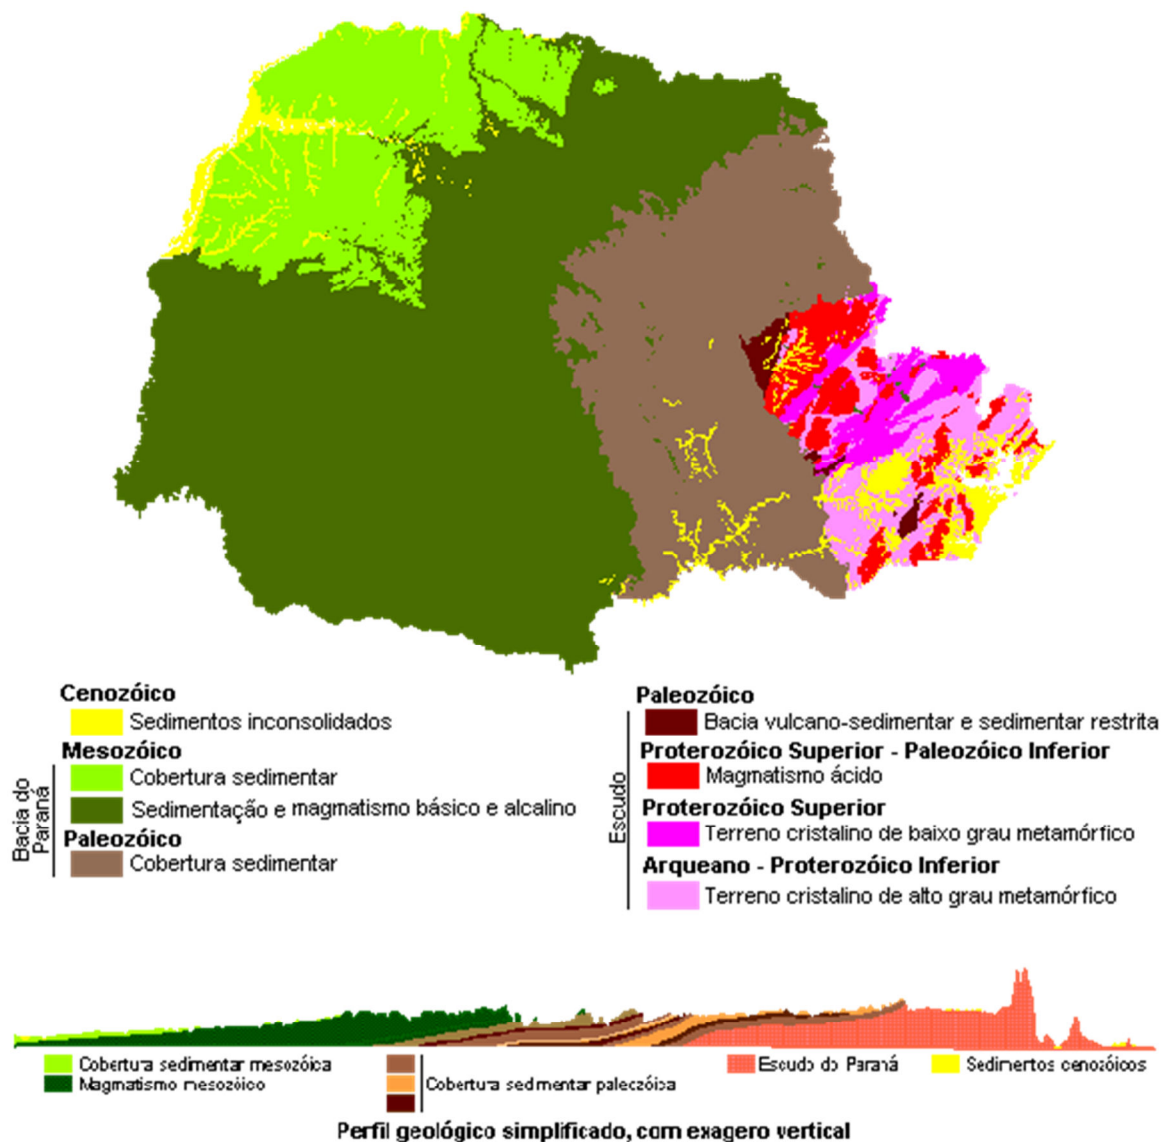 Cenozóico
Sedimentos inconsolidados
Mesozóico
Cobertura sedimentar
Sedimentação e magmatismo básico e alcalino
Paleozóico
Cobertura sedimentar
Bacia do
Paraná
Paleozóico
Bacia vulcano-sedimentar e sedimentar restrita
Proterozóico Superior - Paleozóico Inferior
Magmatismo ácido
Proterozóico Superior
Terreno cristalino de baixo grau metamórfico
Arqueano - Proterozóico Inferior
Terreno cristalino de alto grau metamórfico
Escudo
Cobertura sedimentar mesozóica
Magmatismo mesozóico
Cobertura sedimentar paleozóica
Escudo do Paraná
Sedimertos cenozóicos
Perfil geológico simplificado, com exagero vertical